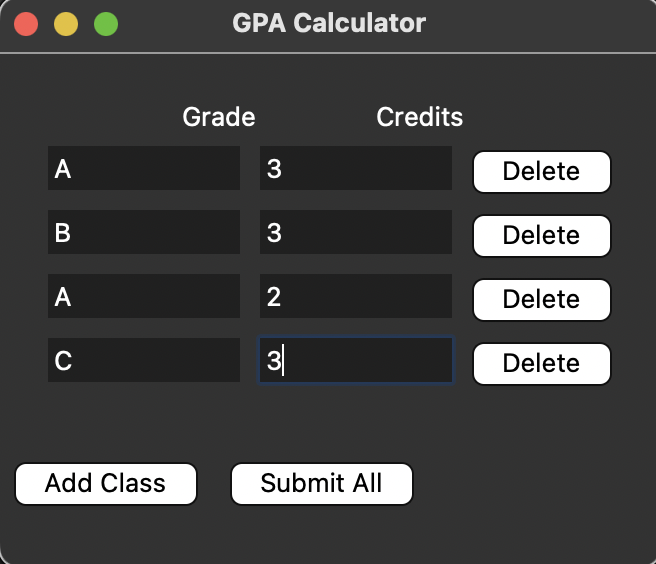 GPA Calculator
Grade Credits
A 3 Delete
B 3 Delete
A 2 Delete
C 3 Delete
Add Class Submit All